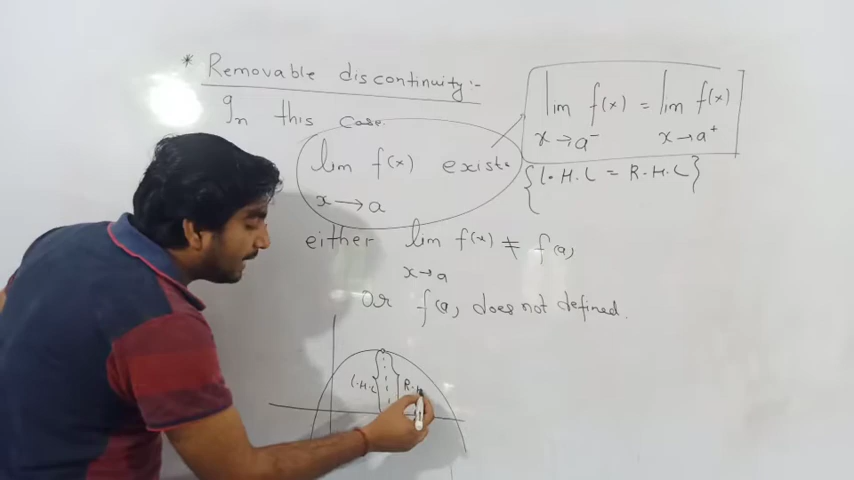 * Removable discontinuity :-
In this Case
lim f(x) exists
x → a
lim f(x) = lim f(x)
x → a⁻ x → a⁺
{ L.H.L = R.H.L }
either lim f(x) ≠ f(a)
x → a
or f(a) does not defined.
L.H.L R.H